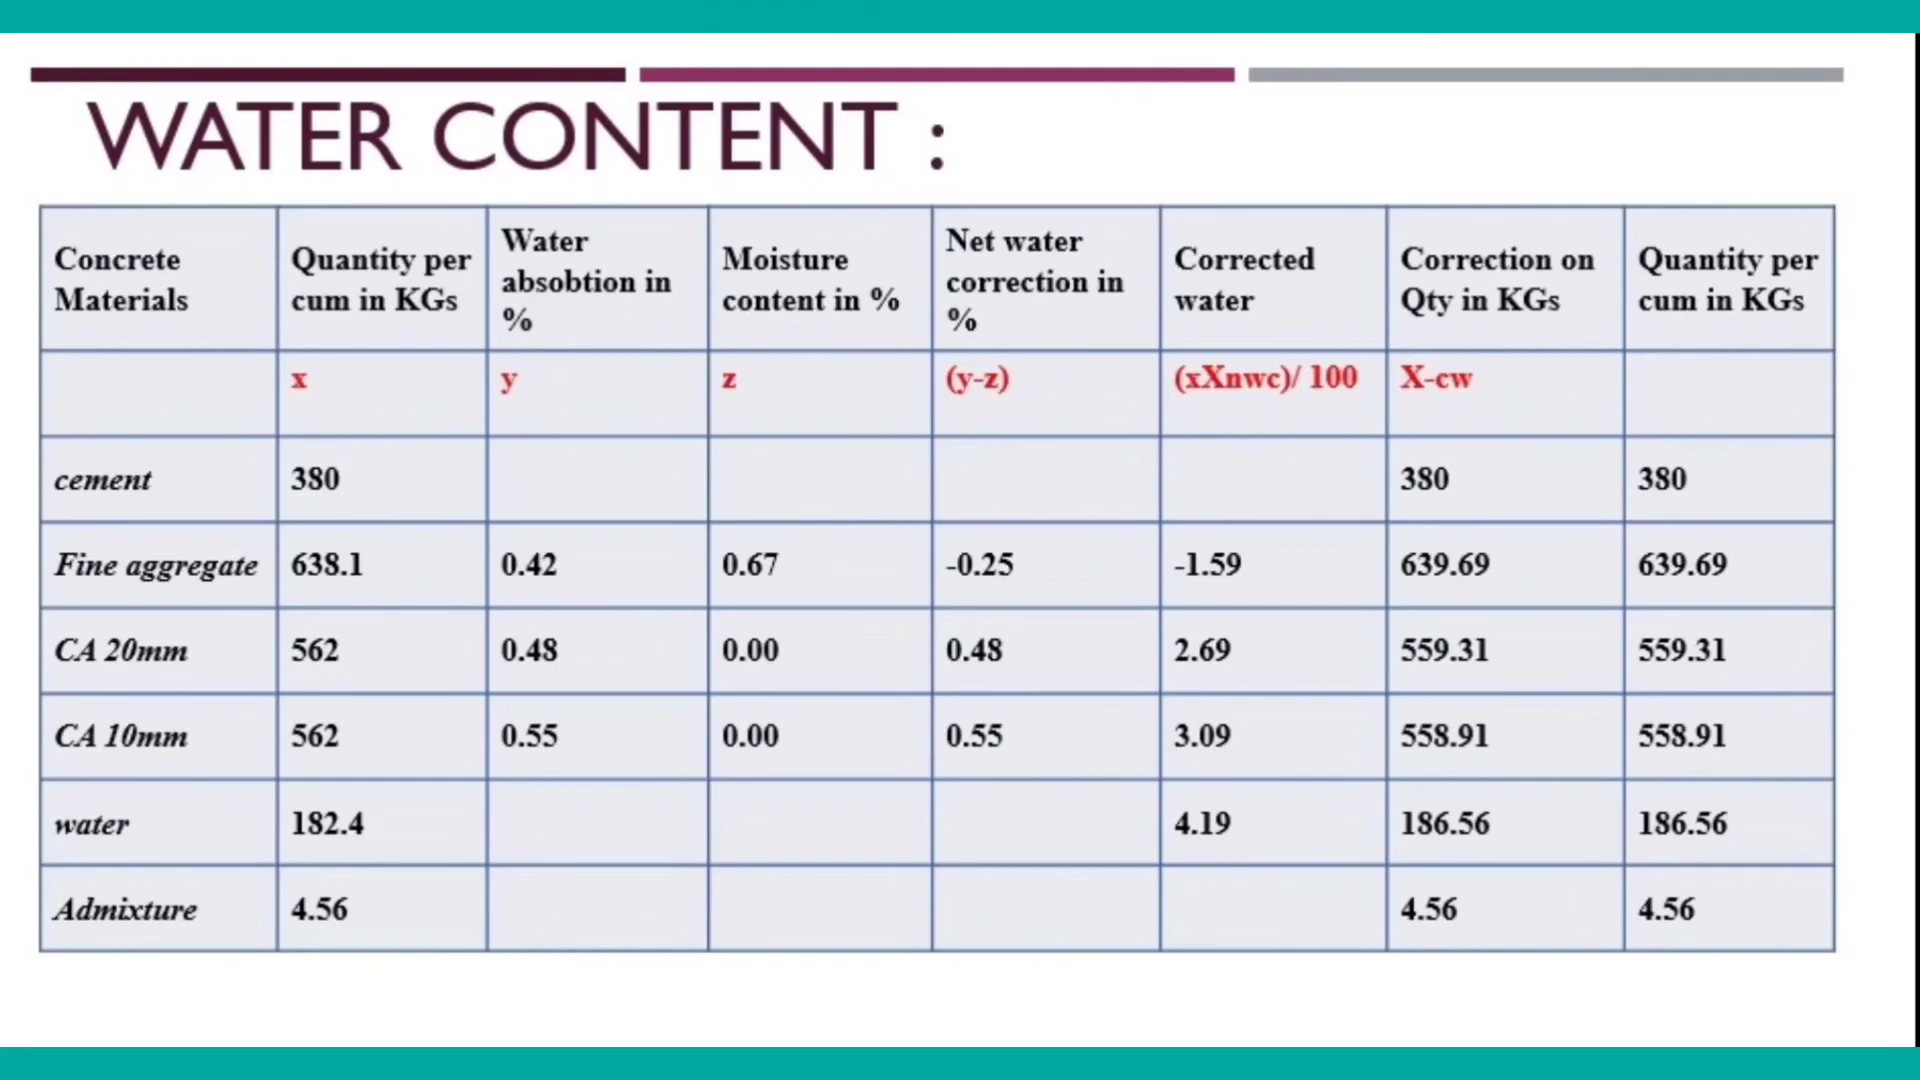 WATER CONTENT :
Concrete Materials | Quantity per cum in KGs | Water absobtion in % | Moisture content in % | Net water correction in % | Corrected water | Correction on Qty in KGs | Quantity per cum in KGs
x | y | z | (y-z) | (xXnwc)/ 100 | X-cw
cement | 380 | 380 | 380
Fine aggregate | 638.1 | 0.42 | 0.67 | -0.25 | -1.59 | 639.69 | 639.69
CA 20mm | 562 | 0.48 | 0.00 | 0.48 | 2.69 | 559.31 | 559.31
CA 10mm | 562 | 0.55 | 0.00 | 0.55 | 3.09 | 558.91 | 558.91
water | 182.4 | 4.19 | 186.56 | 186.56
Admixture | 4.56 | 4.56 | 4.56